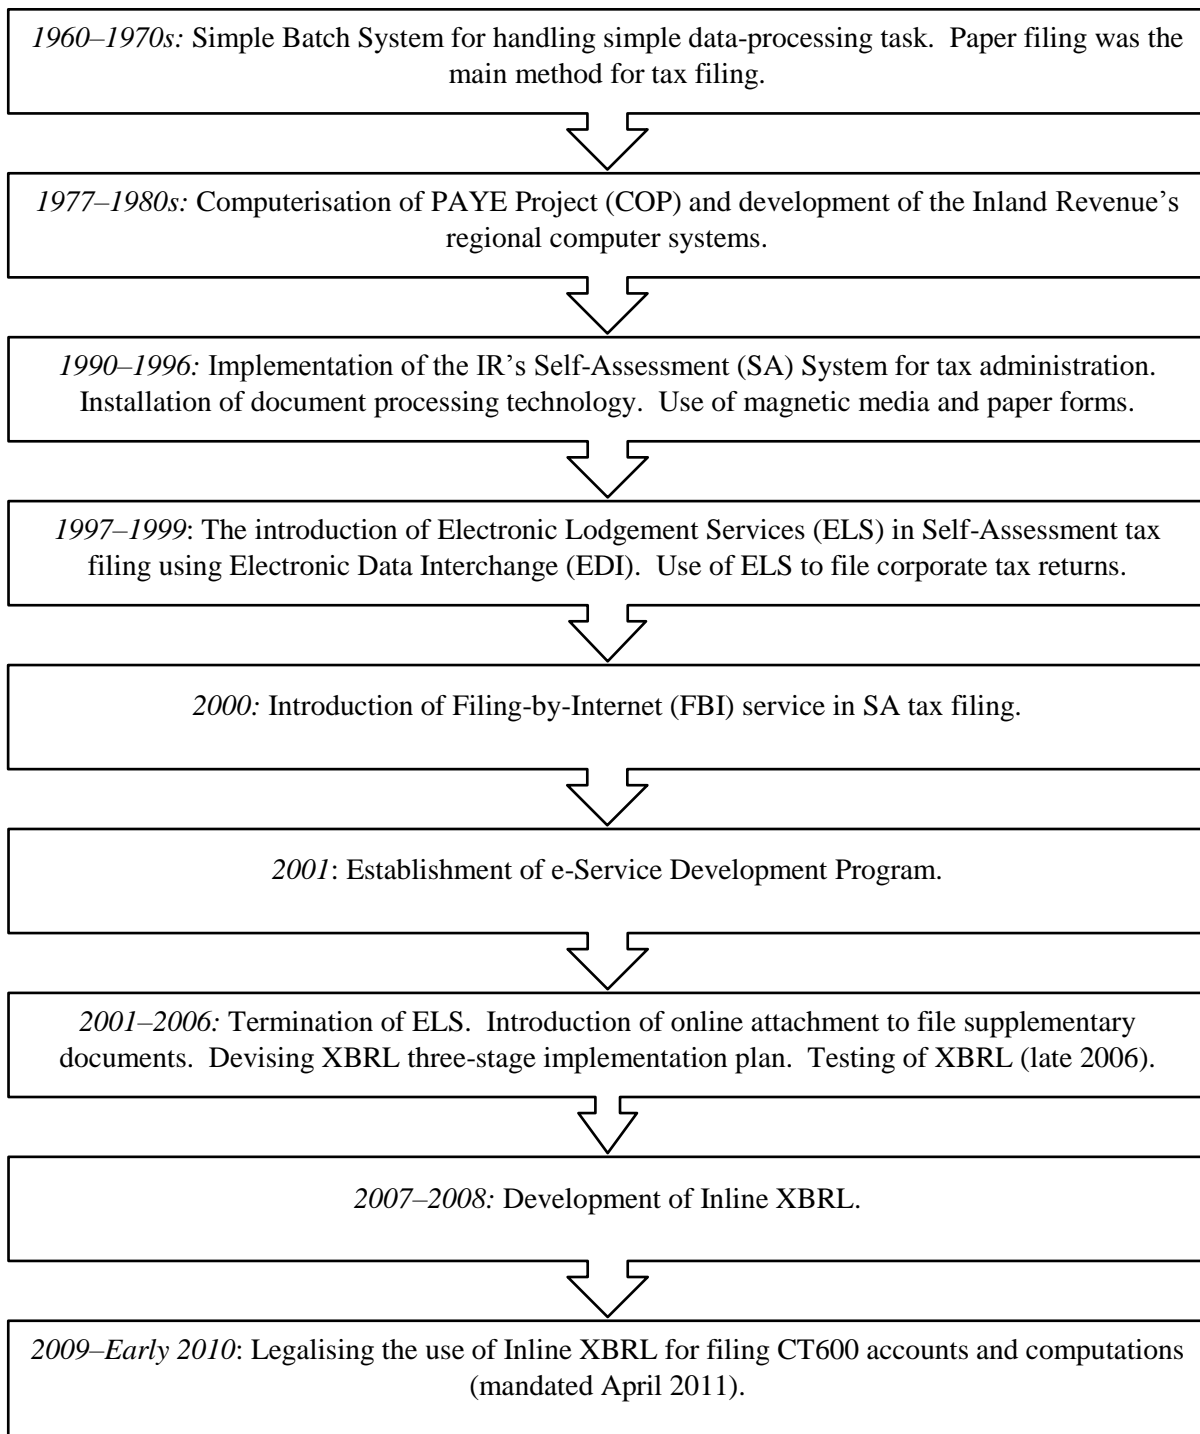 1960–1970s: Simple Batch System for handling simple data-processing task.  Paper filing was the
main method for tax filing.
1977–1980s: Computerisation of PAYE Project (COP) and development of the Inland Revenue’s
regional computer systems.
1990–1996: Implementation of the IR’s Self-Assessment (SA) System for tax administration.
Installation of document processing technology.  Use of magnetic media and paper forms.
1997–1999: The introduction of Electronic Lodgement Services (ELS) in Self-Assessment tax
filing using Electronic Data Interchange (EDI).  Use of ELS to file corporate tax returns.
2000: Introduction of Filing-by-Internet (FBI) service in SA tax filing.
2001: Establishment of e-Service Development Program.
2001–2006: Termination of ELS.  Introduction of online attachment to file supplementary
documents.  Devising XBRL three-stage implementation plan.  Testing of XBRL (late 2006).
2007–2008: Development of Inline XBRL.
2009–Early 2010: Legalising the use of Inline XBRL for filing CT600 accounts and computations
(mandated April 2011).